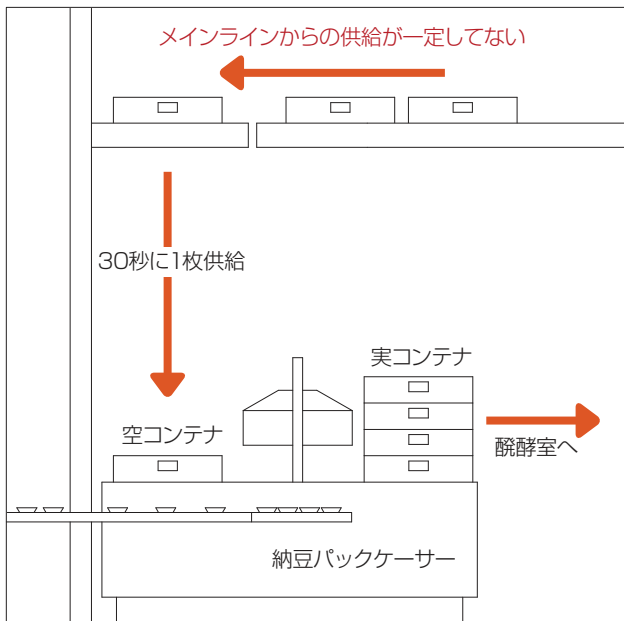 メインラインからの供給が一定してない
30秒に1枚供給
実コンテナ
空コンテナ
醗酵室へ
納豆パックケーサー